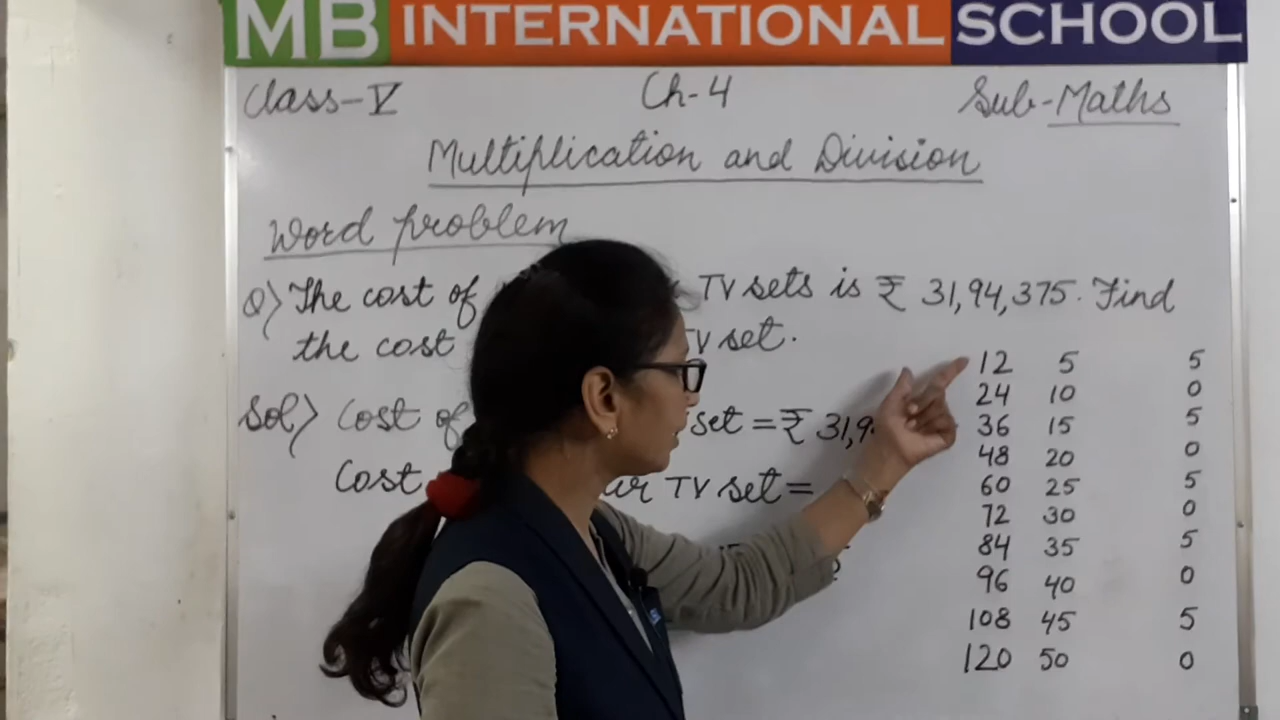 MB INTERNATIONAL SCHOOL
Class-V Ch-4 Sub-Maths
Multiplication and Division
Word problem
Q) The cost of TV sets is ₹ 31,94,375. Find
the cost TV set.
Sol) Cost of set = ₹ 31,9
Cost TV set =
12 5 5
24 10 0
36 15 5
48 20 0
60 25 5
72 30 0
84 35 5
96 40 0
108 45 5
120 50 0